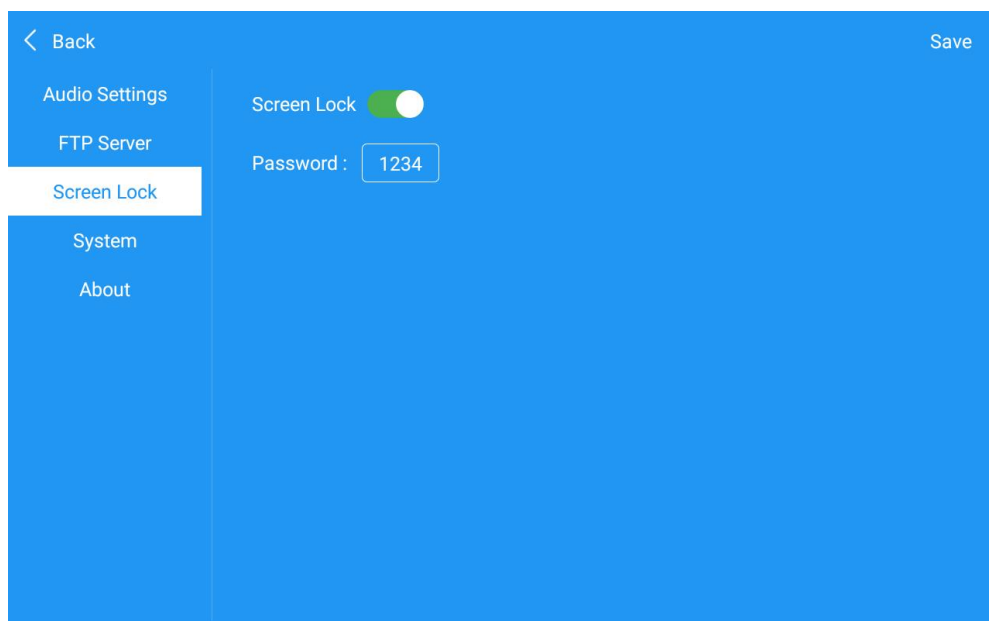 Back
Save
Audio Settings
FTP Server
Screen Lock
System
About
Screen Lock
Password : 1234